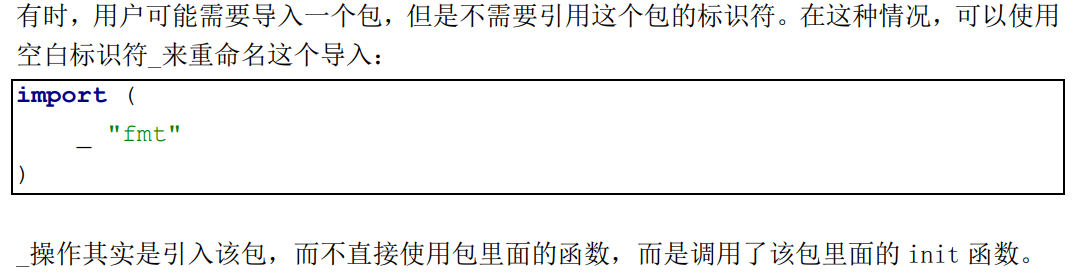 有时，用户可能需要导入一个包，但是不需要引用这个包的标识符。在这种情况，可以使用
空白标识符_来重命名这个导入：
import (
    _ "fmt"
)
_操作其实是引入该包，而不直接使用包里面的函数，而是调用了该包里面的 init 函数。